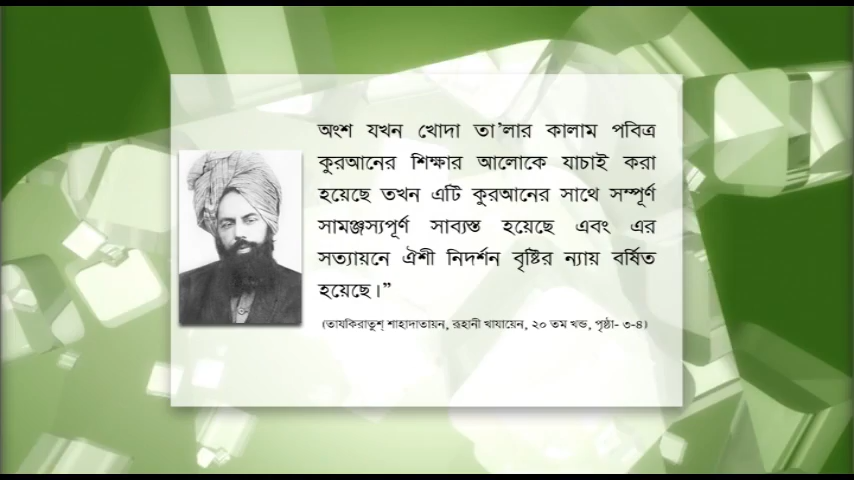 অংশ যখন খোদা তা'লার কালাম পবিত্র
কুরআনের শিক্ষার আলোকে যাচাই করা
হয়েছে তখন এটি কুরআনের সাথে সম্পূর্ণ
সামঞ্জস্যপূর্ণ সাব্যস্ত হয়েছে এবং এর
সত্যায়নে ঐশী নিদর্শন বৃষ্টির ন্যায় বর্ষিত
হয়েছে।”
(তাযকিরাতুশ্ শাহাদাতায়ন, রূহানী খাযায়েন, ২০ তম খন্ড, পৃষ্ঠা- ৩-৪)